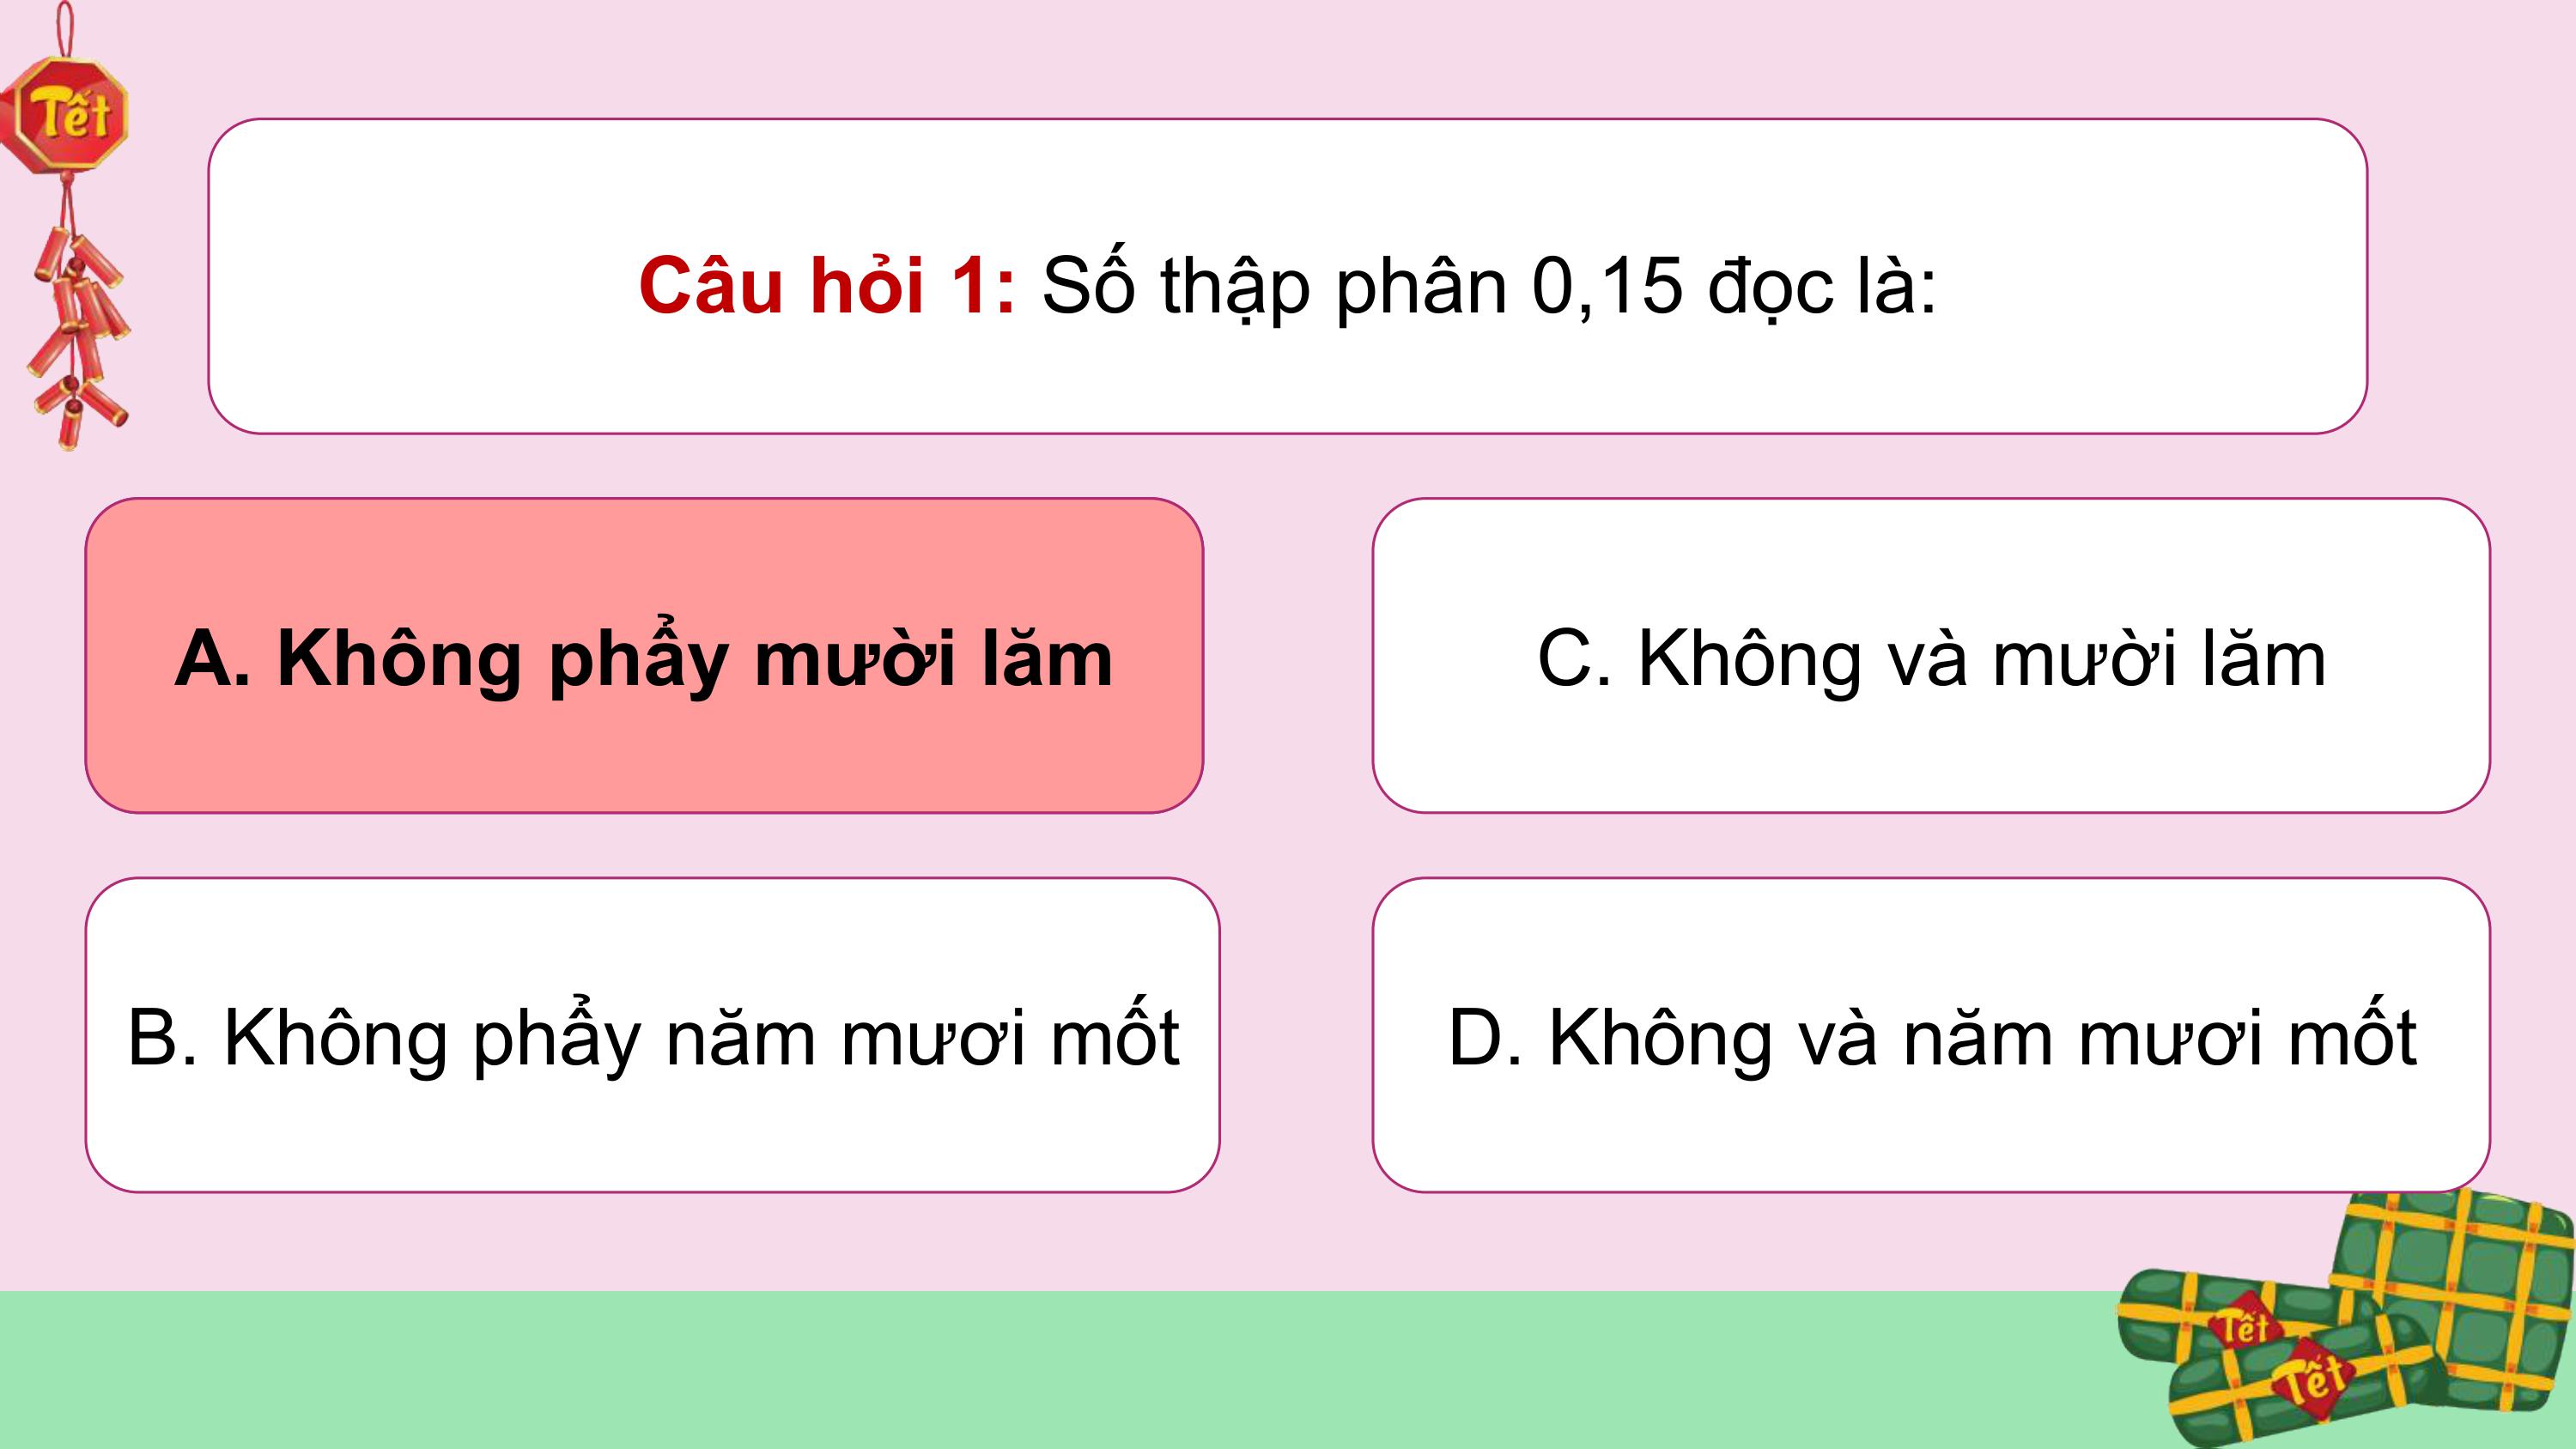 Tết
Câu hỏi 1: Số thập phân 0,15 đọc là:
A. Không phẩy mười lăm
C. Không và mười lăm
B. Không phẩy năm mươi mốt
D. Không và năm mươi mốt
Tết
Tết